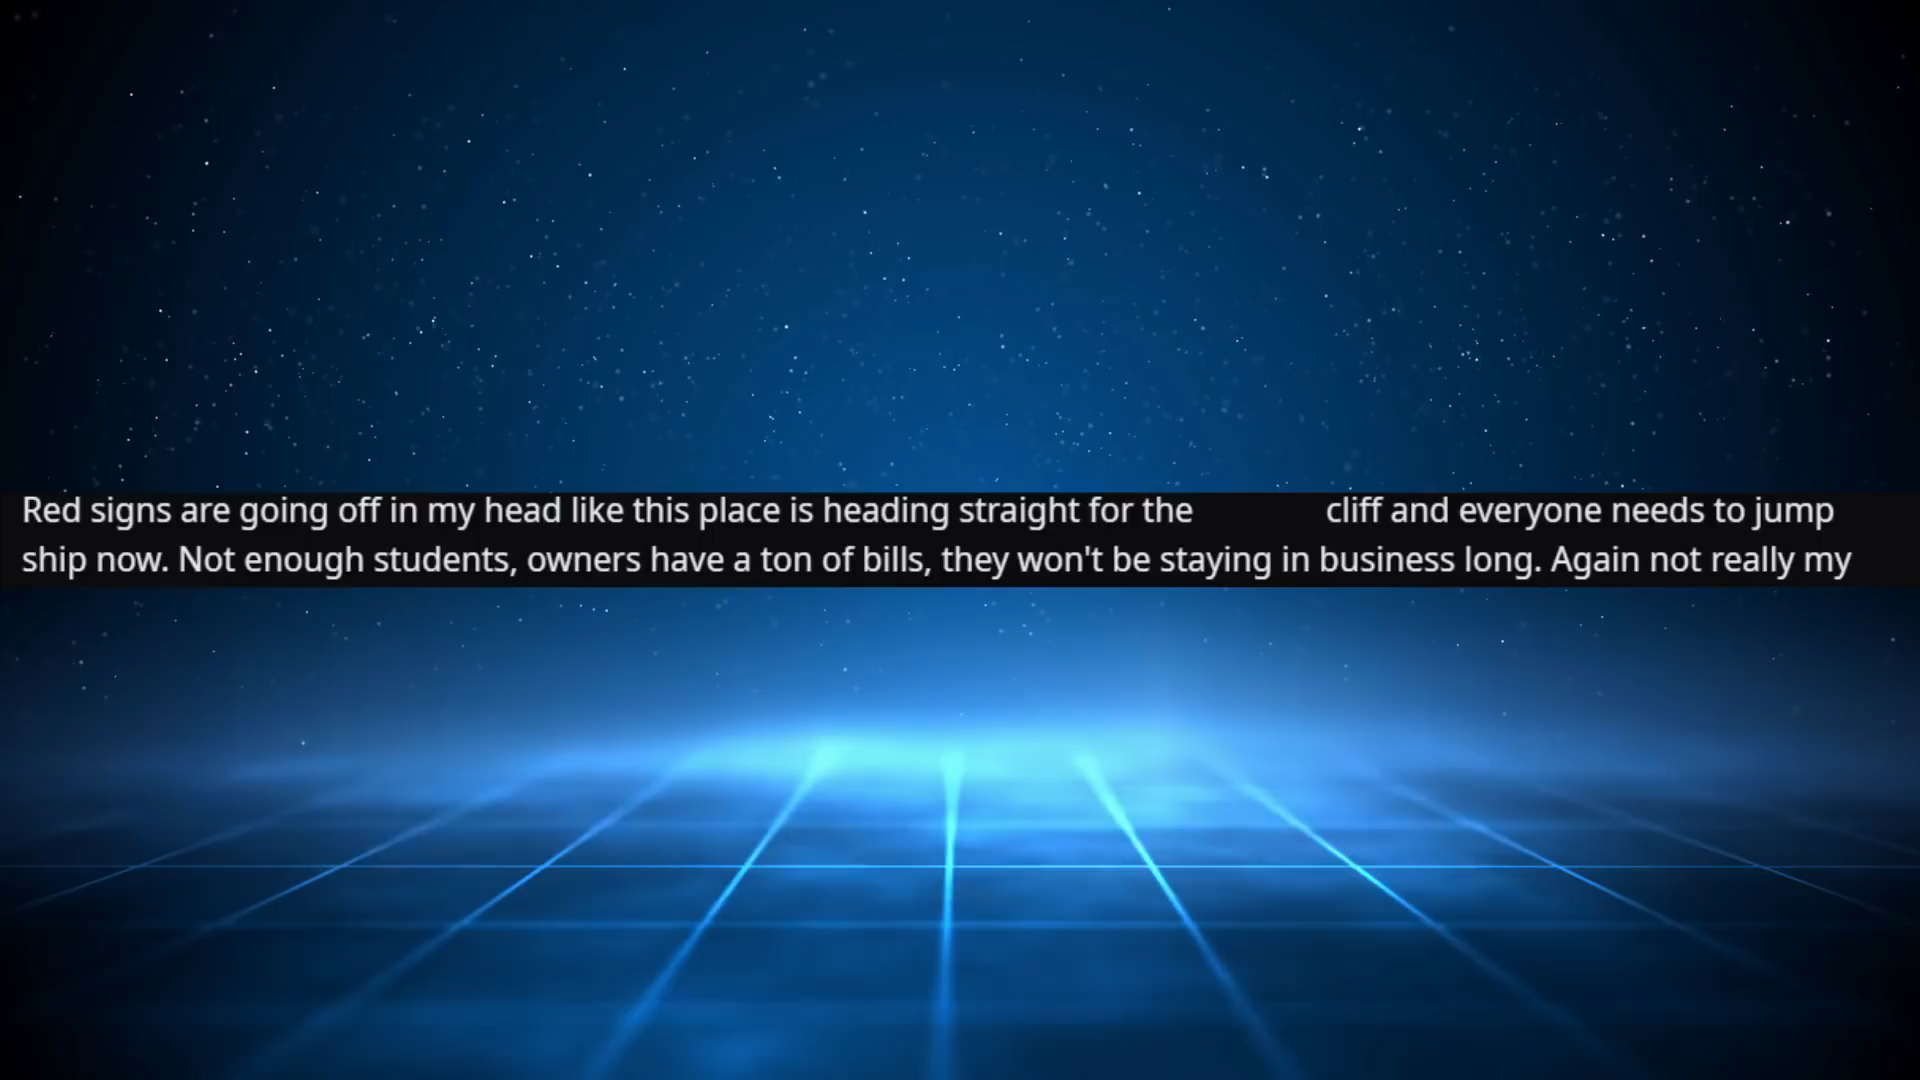 Red signs are going off in my head like this place is heading straight for the cliff and everyone needs to jump
ship now. Not enough students, owners have a ton of bills, they won't be staying in business long. Again not really my